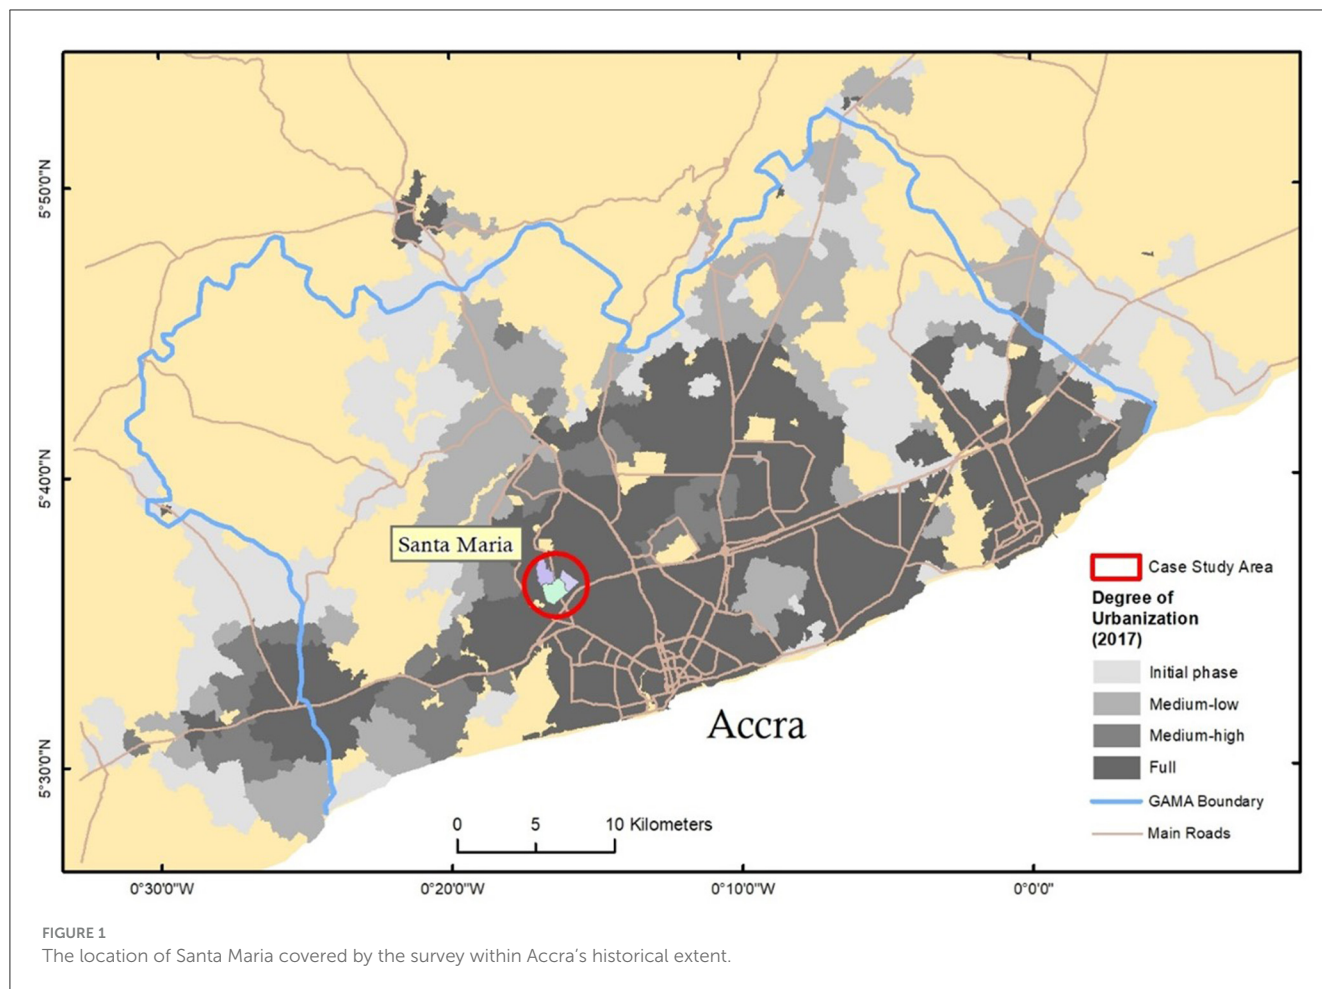 5°50'0"N
5°40'0"N
5°30'0"N
Santa Maria
Accra
Case Study Area
Degree of
Urbanization
(2017)
Initial phase
Medium-low
Medium-high
Full
GAMA Boundary
Main Roads
0 5 10 Kilometers
0°30'0"W 0°20'0"W 0°10'0"W 0°0'0"
FIGURE 1
The location of Santa Maria covered by the survey within Accra's historical extent.